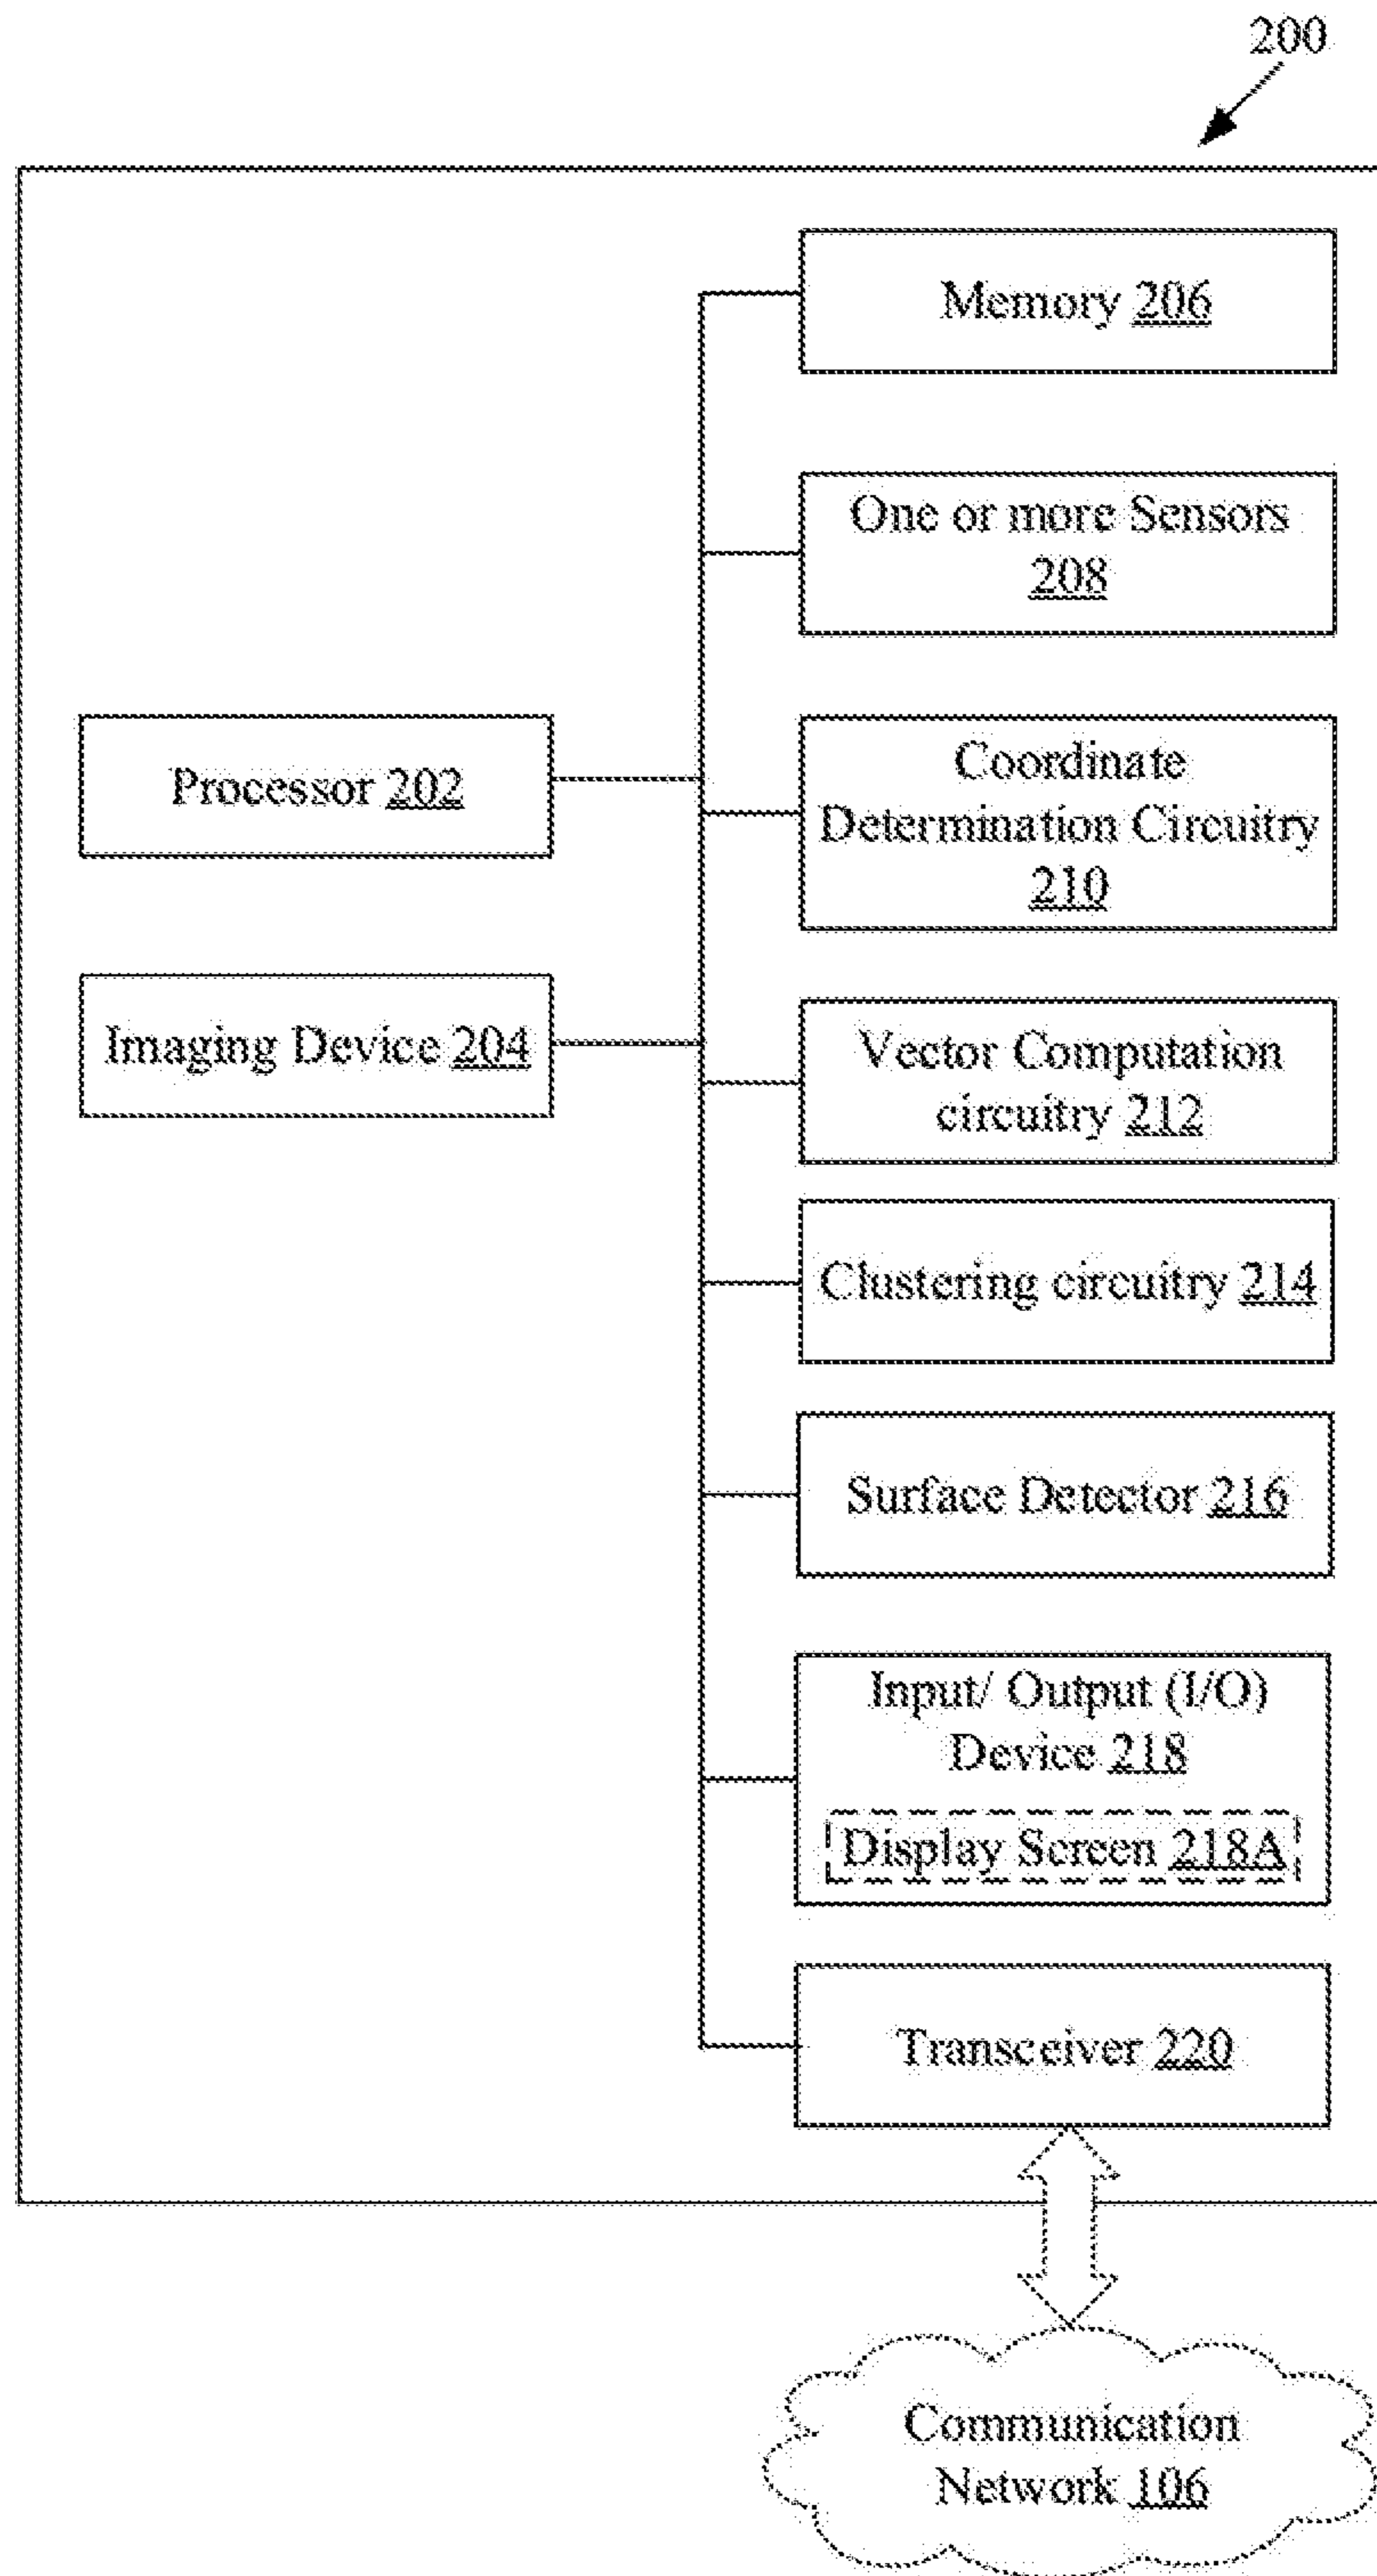 200
Memory 206
One or more Sensors
208
Processor 202
Coordinate
Determination Circuitry
210
Imaging Device 204
Vector Computation
circuitry 212
Clustering circuitry 214
Surface Detector 216
Input/ Output (I/O)
Device 218
Display Screen 218A
Transceiver 220
Communication
Network 106